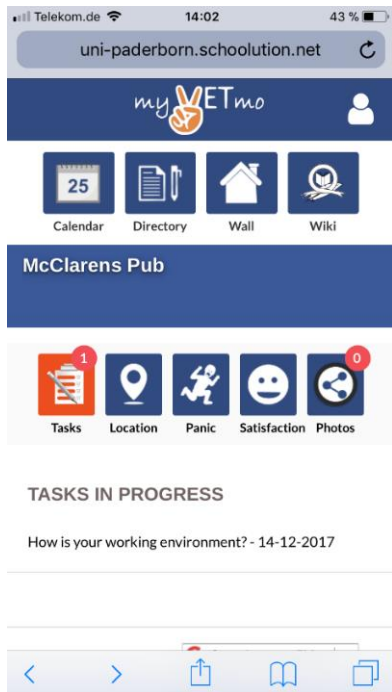 Telekom.de 14:02 43 %
uni-paderborn.schoolution.net
myVETmo
25
Calendar Directory Wall Wiki
McClarens Pub
1 0
Tasks Location Panic Satisfaction Photos
TASKS IN PROGRESS
How is your working environment? - 14-12-2017